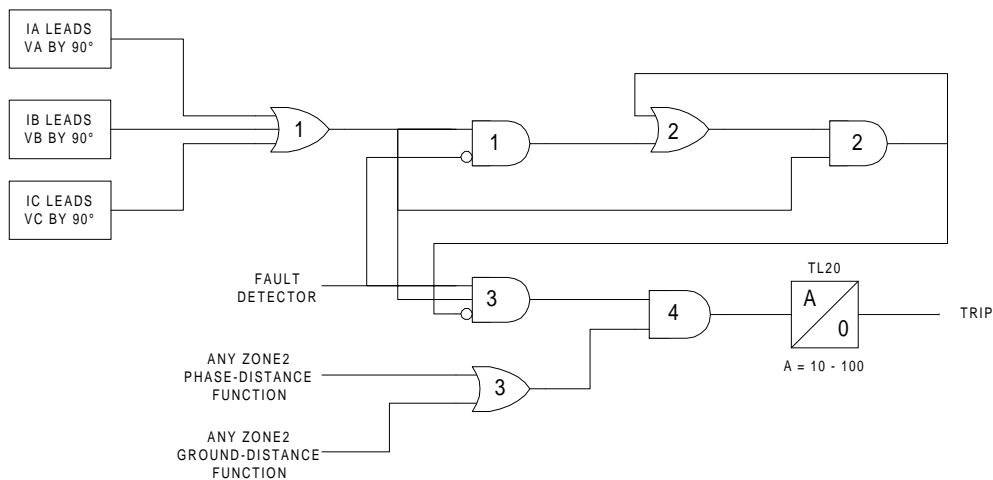 IA LEADS
VA BY 90°
IB LEADS
VB BY 90°
IC LEADS
VC BY 90°
1
1
2
2
FAULT
DETECTOR
3
4
TL20
A
0
TRIP
A = 10 - 100
ANY ZONE2
PHASE-DISTANCE
FUNCTION
3
ANY ZONE2
GROUND-DISTANCE
FUNCTION